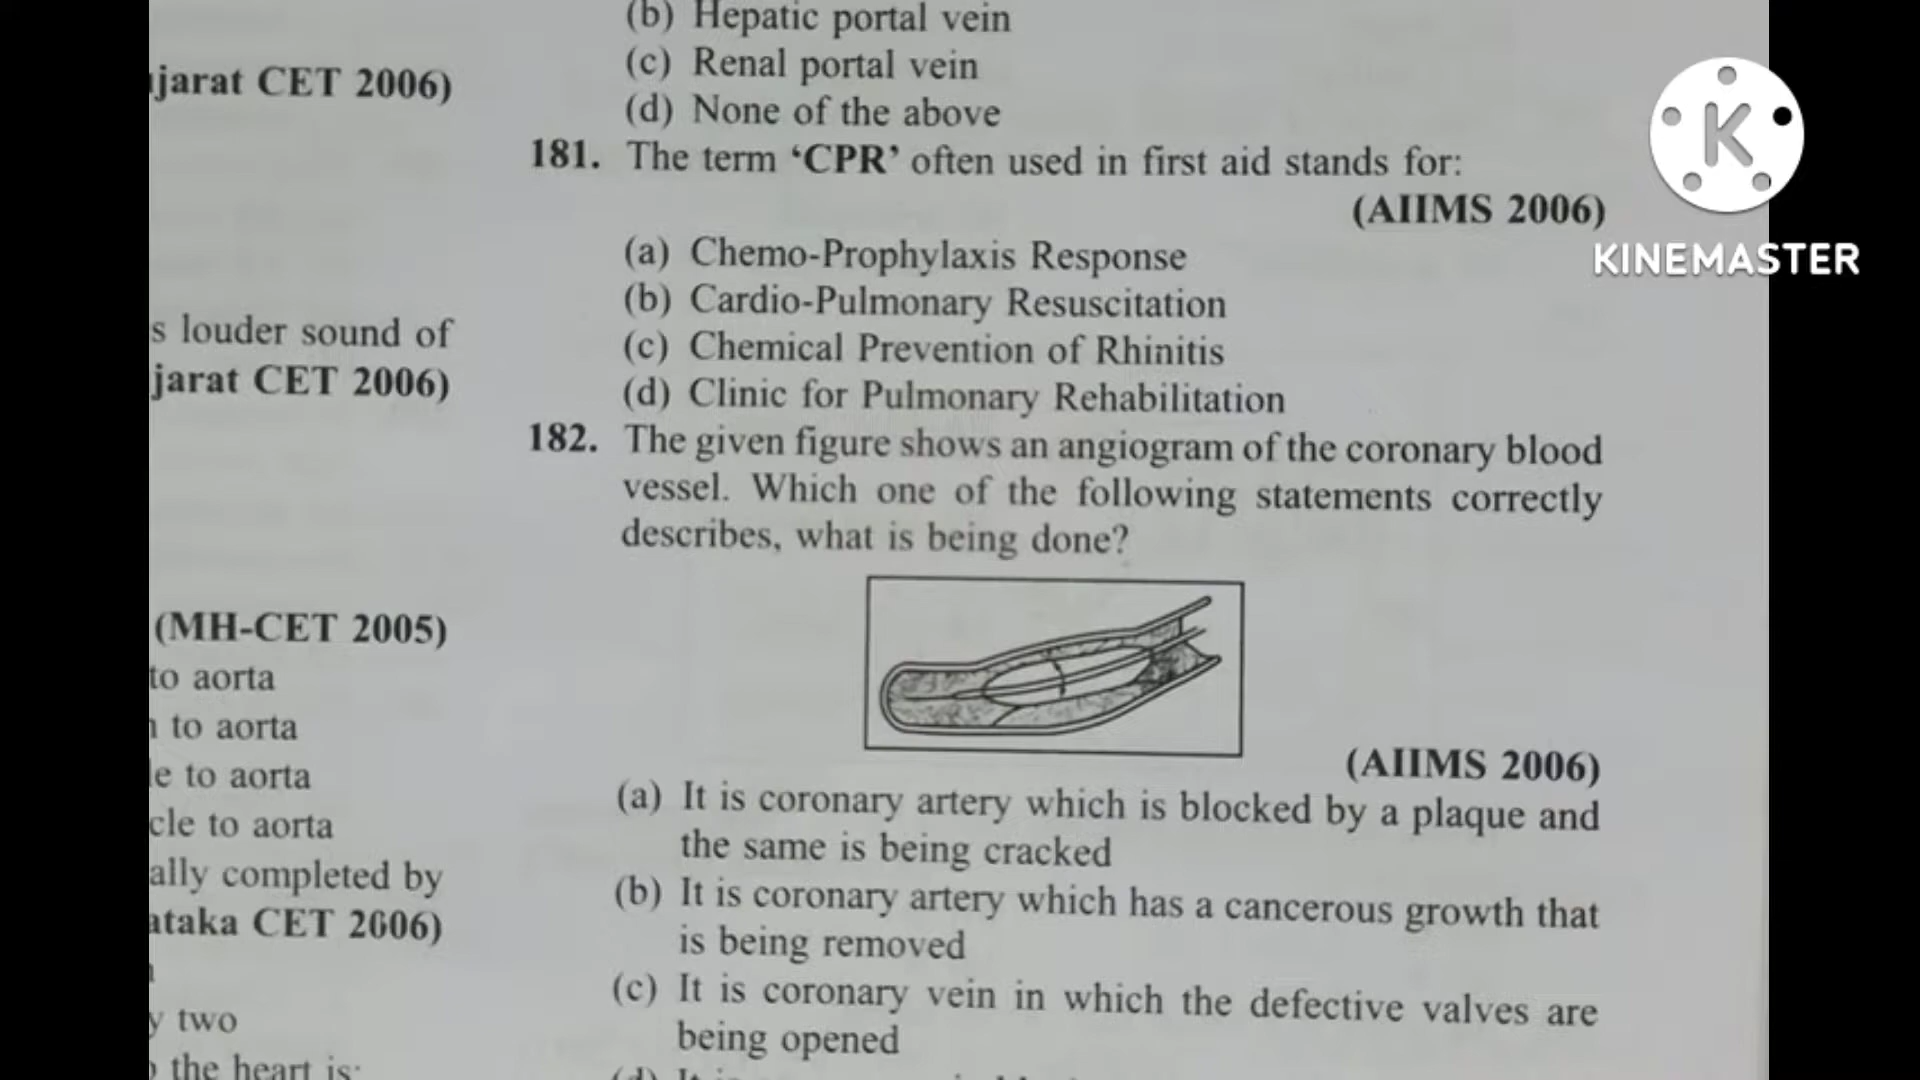 jarat CET 2006)
s louder sound of
jarat CET 2006)
(MH-CET 2005)
to aorta
to aorta
to aorta
cle to aorta
ally completed by
ataka CET 2006)
two
the heart is:
(b) Hepatic portal vein
(c) Renal portal vein
(d) None of the above
181. The term ‘CPR’ often used in first aid stands for:
(AIIMS 2006)
(a) Chemo-Prophylaxis Response
(b) Cardio-Pulmonary Resuscitation
(c) Chemical Prevention of Rhinitis
(d) Clinic for Pulmonary Rehabilitation
182. The given figure shows an angiogram of the coronary blood
vessel. Which one of the following statements correctly
describes, what is being done?
(AIIMS 2006)
(a) It is coronary artery which is blocked by a plaque and
the same is being cracked
(b) It is coronary artery which has a cancerous growth that
is being removed
(c) It is coronary vein in which the defective valves are
being opened
K
KINEMASTER